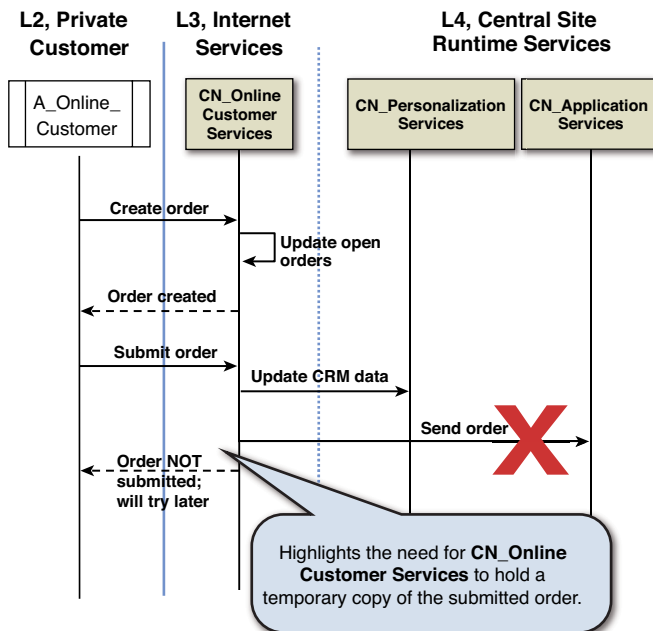 L2, Private
Customer
L3, Internet
Services
L4, Central Site
Runtime Services
A_Online_
Customer
CN_Online
Customer
Services
CN_Personalization
Services
CN_Application
Services
Create order
Update open
orders
Order created
Submit order
Update CRM data
Send order
Order NOT
submitted;
will try later
Highlights the need for CN_Online
Customer Services to hold a
temporary copy of the submitted order.